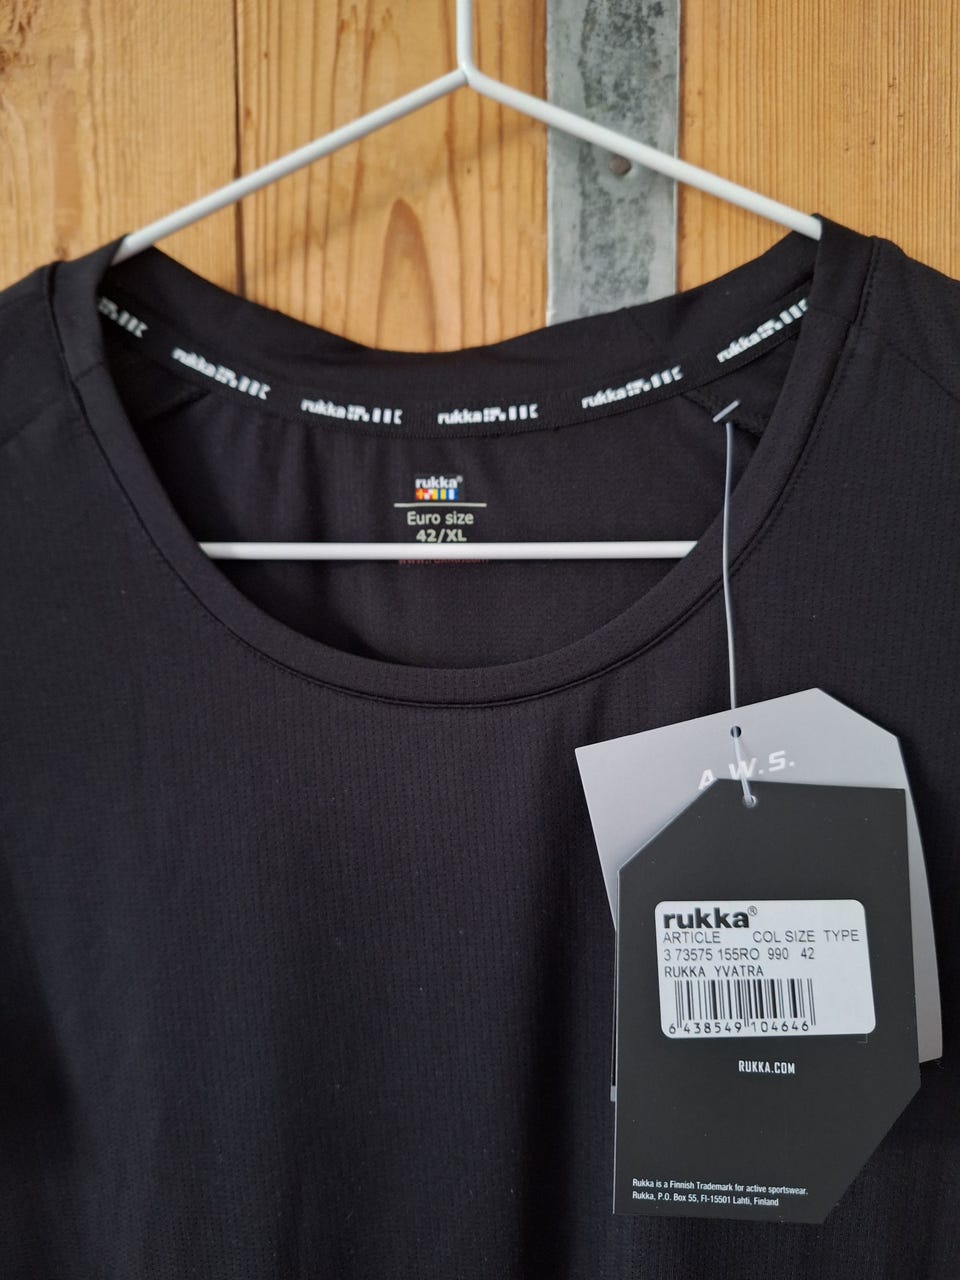 rukka
rukka
rukka
rukka
rukka
rukka®
Euro size
42/XL
A.W.S.
rukka®
ARTICLE COL SIZE TYPE
3 73575 155RO 990 42
RUKKA YVATRA
6 438549 104646
RUKKA.COM
Rukka is a Finnish Trademark for active sportswear.
Rukka, P.O. Box 55, FI-15501 Lahti, Finland